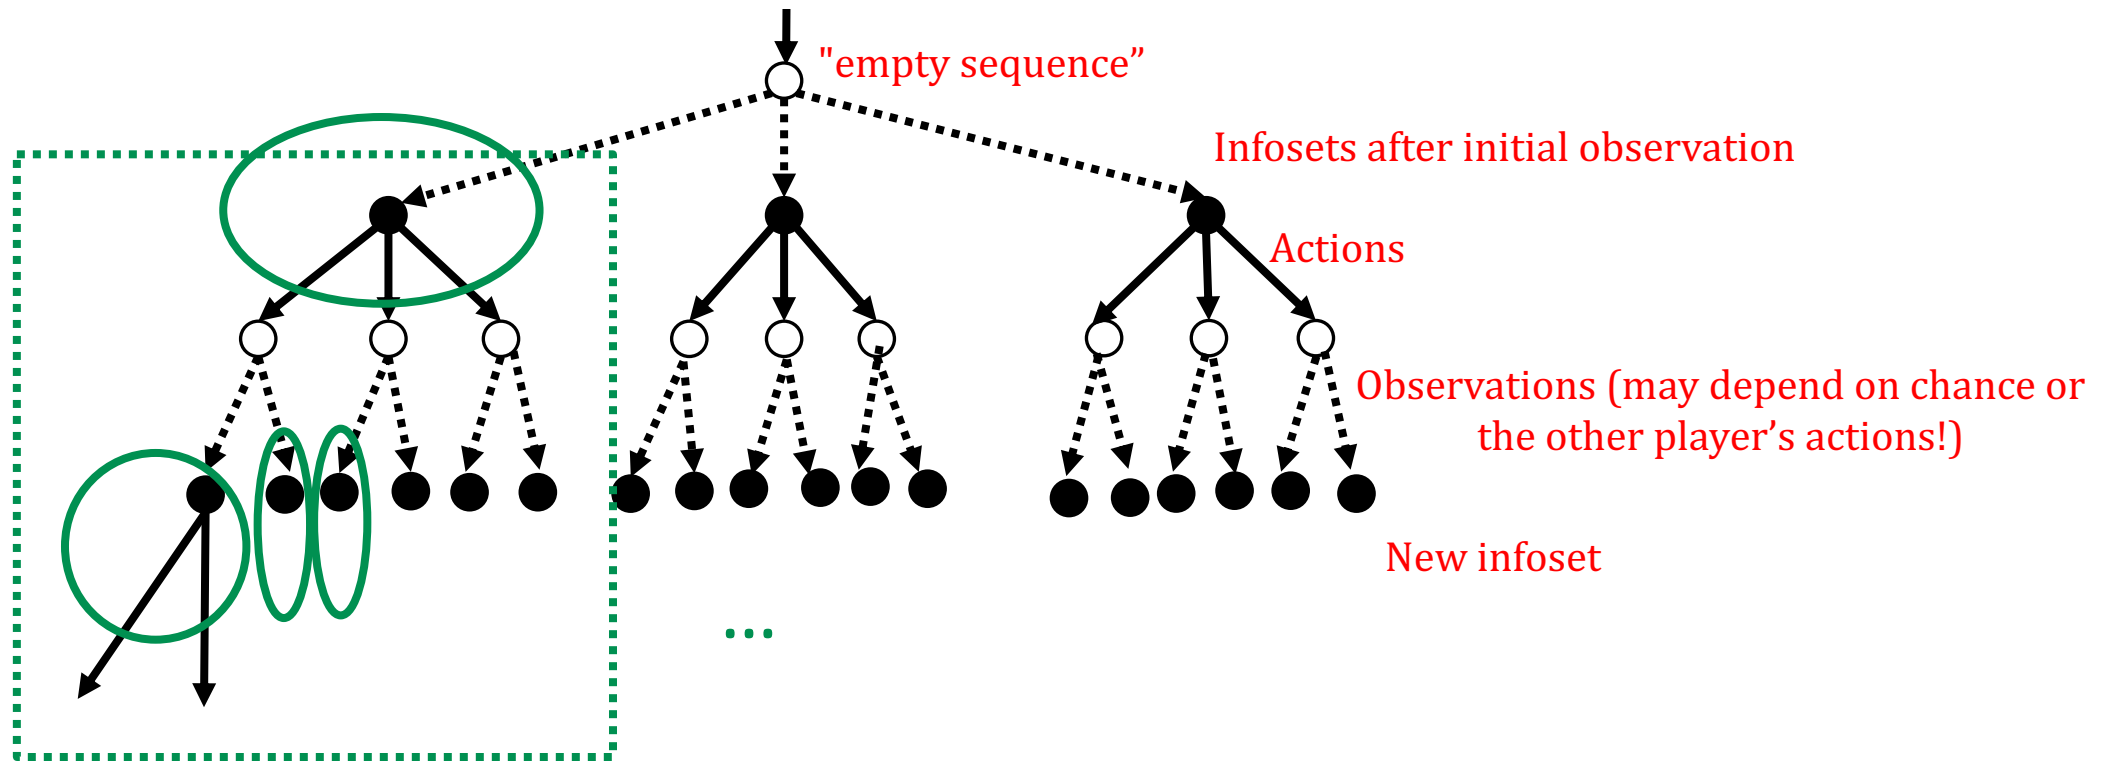 "empty sequence”
Infosets after initial observation
Actions
Observations (may depend on chance or
the other player’s actions!)
New infoset
...